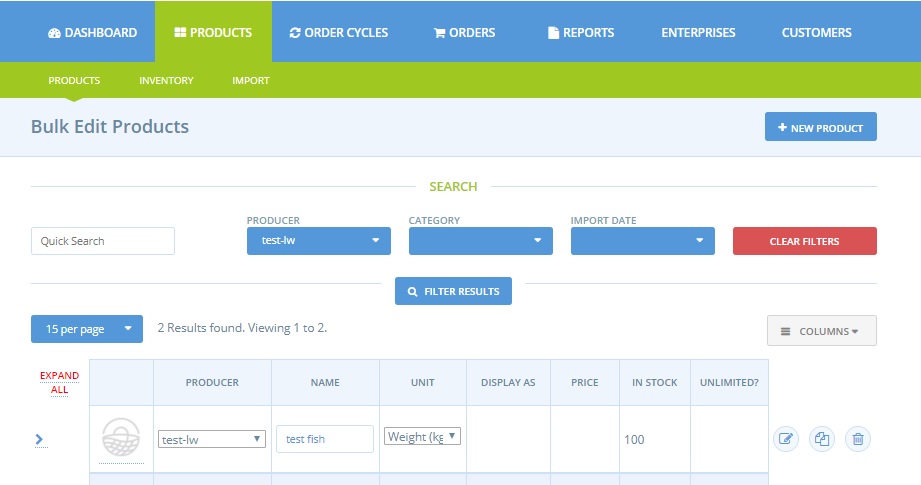 DASHBOARD PRODUCTS ORDER CYCLES ORDERS REPORTS ENTERPRISES CUSTOMERS
PRODUCTS INVENTORY IMPORT
Bulk Edit Products
NEW PRODUCT
SEARCH
PRODUCER CATEGORY IMPORT DATE
Quick Search test-lw CLEAR FILTERS
FILTER RESULTS
15 per page 2 Results found. Viewing 1 to 2. COLUMNS
EXPAND ALL
PRODUCER NAME UNIT DISPLAY AS PRICE IN STOCK UNLIMITED?
test-lw test fish Weight (kg 100